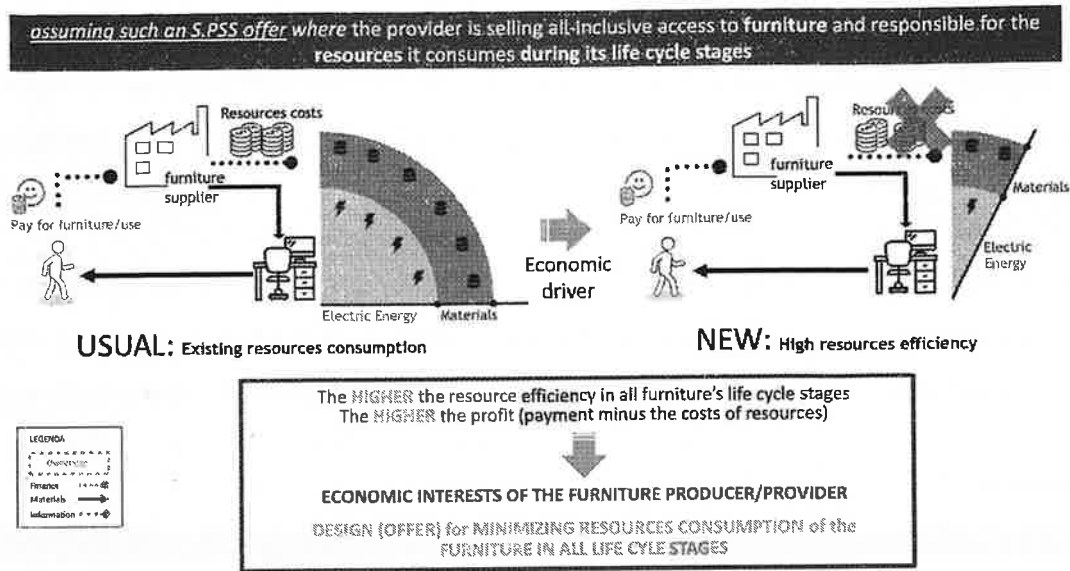 assuming such an S.PSS offer where the provider is selling all-inclusive access to furniture and responsible for the
resources it consumes during its life cycle stages
Resources costs
furniture
supplier
Pay for furniture/use
Electric Energy
Materials
USUAL: Existing resources consumption
Economic
driver
Resources costs
furniture
supplier
Pay for furniture/use
Materials
Electric
Energy
NEW: High resources efficiency
The HIGHER the resource efficiency in all furniture's life cycle stages
The HIGHER the profit (payment minus the costs of resources)
ECONOMIC INTERESTS OF THE FURNITURE PRODUCER/PROVIDER
DESIGN (OFFER) for MINIMIZING RESOURCES CONSUMPTION of the
FURNITURE IN ALL LIFE CYLE STAGES
LEGENDA
Finance
Materials
Information